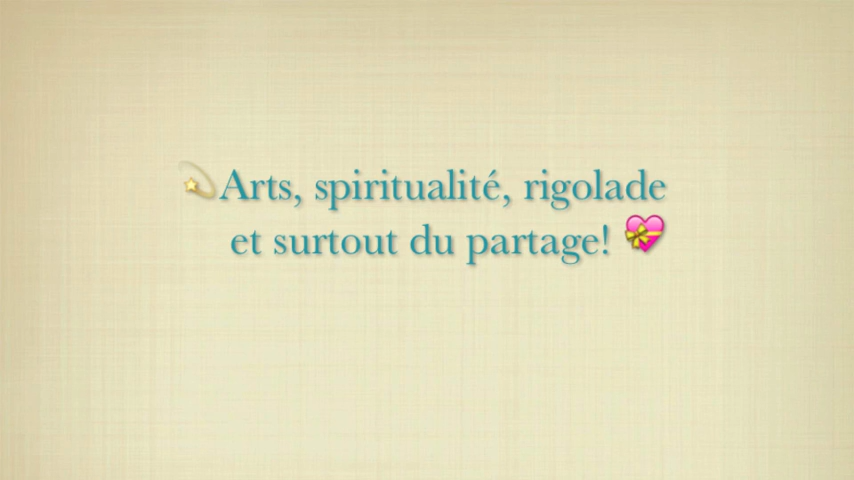 💫Arts, spiritualité, rigolade
et surtout du partage! 💝